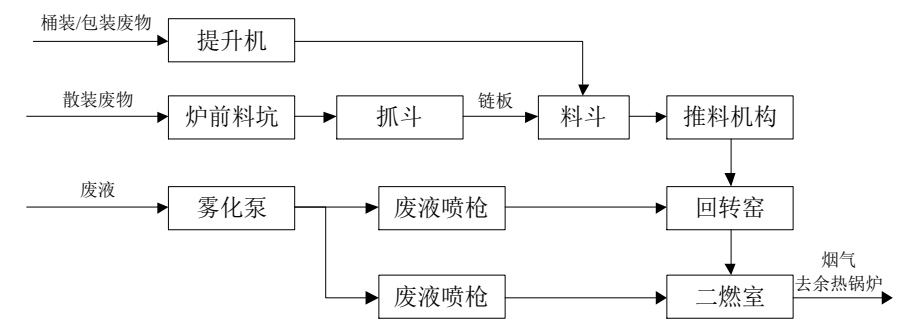 桶装/包装废物
提升机
散装废物
炉前料坑
抓斗
链板
料斗
推料机构
废液
雾化泵
废液喷枪
回转窑
废液喷枪
二燃室
烟气
去余热锅炉